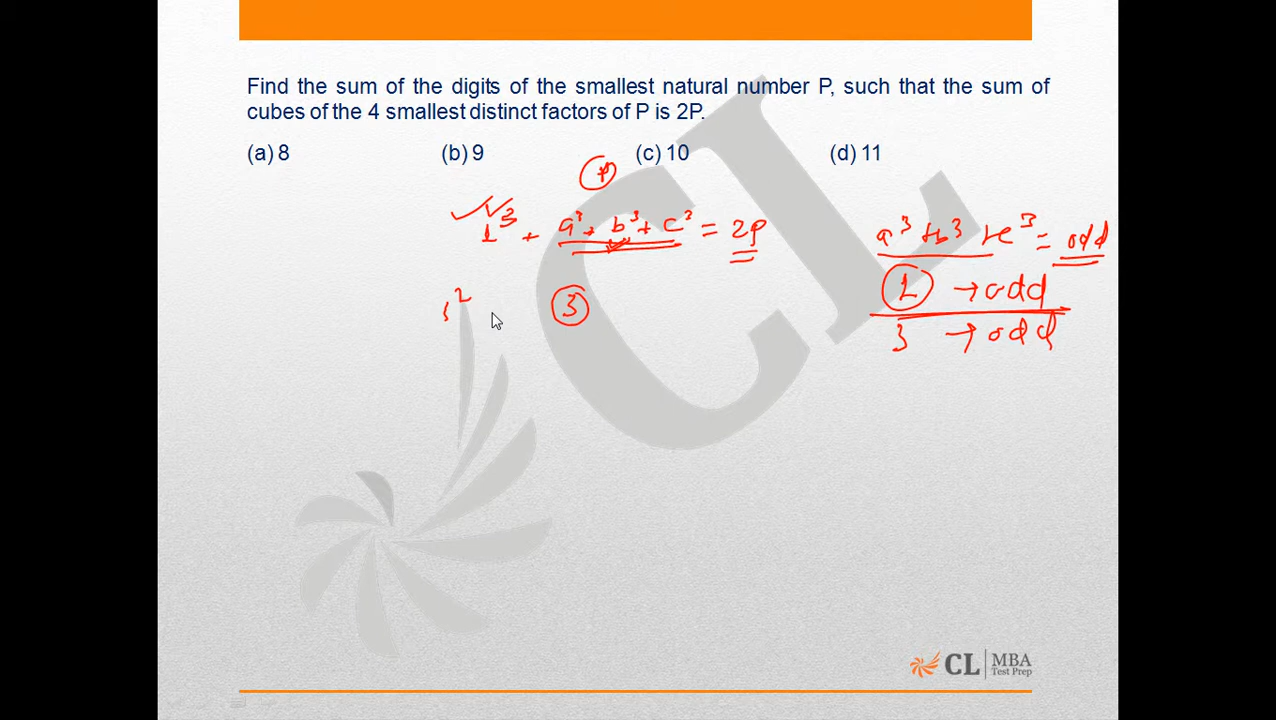 Find the sum of the digits of the smallest natural number P, such that the sum of
cubes of the 4 smallest distinct factors of P is 2P.
(a) 8 (b) 9 (c) 10 (d) 11
P
1³ + a³ + b³ + c³ = 2P
a³ + b³ + c³ = odd
1 → odd
3 → odd
1² 3
CL
CL MBA
Test Prep